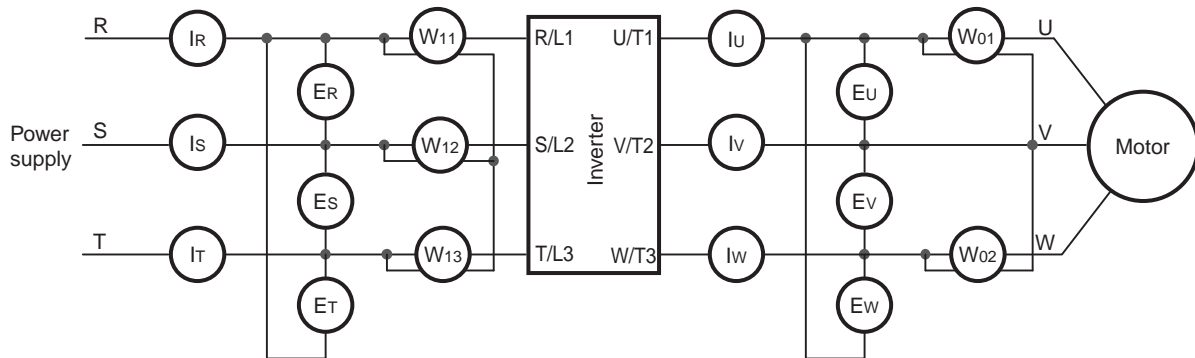 R IR W11 R/L1 U/T1 IU W01 U
ER EU
Power supply
S IS W12 S/L2 Inverter V/T2 IV V Motor
ES EV
T IT W13 T/L3 W/T3 IW W02 W
ET EW